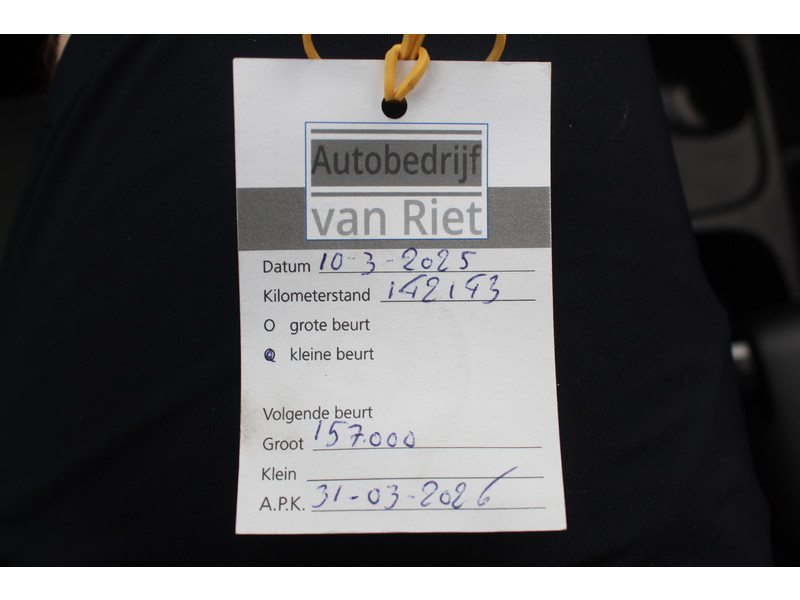 Autobedrijf
van Riet
Datum 10-3-2025
Kilometerstand 142143
O grote beurt
O kleine beurt
Volgende beurt
Groot 157.000
Klein
A.P.K. 31-03-2026